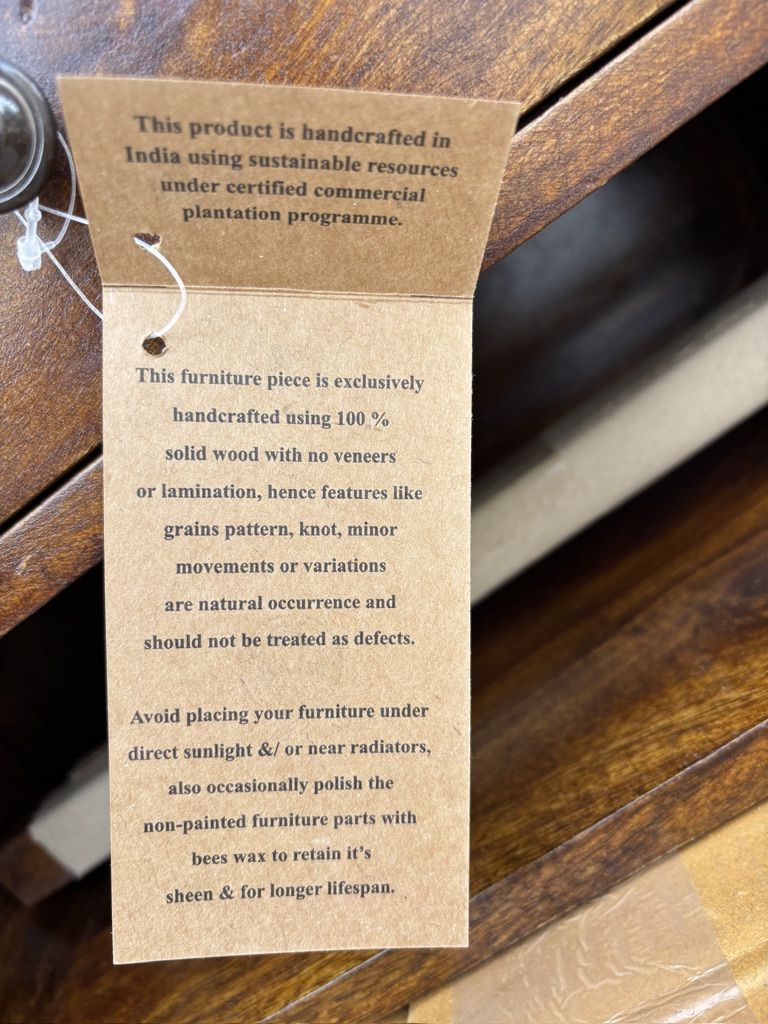 This product is handcrafted in
India using sustainable resources
under certified commercial
plantation programme.
This furniture piece is exclusively
handcrafted using 100 %
solid wood with no veneers
or lamination, hence features like
grains pattern, knot, minor
movements or variations
are natural occurrence and
should not be treated as defects.
Avoid placing your furniture under
direct sunlight &/ or near radiators,
also occasionally polish the
non-painted furniture parts with
bees wax to retain it's
sheen & for longer lifespan.